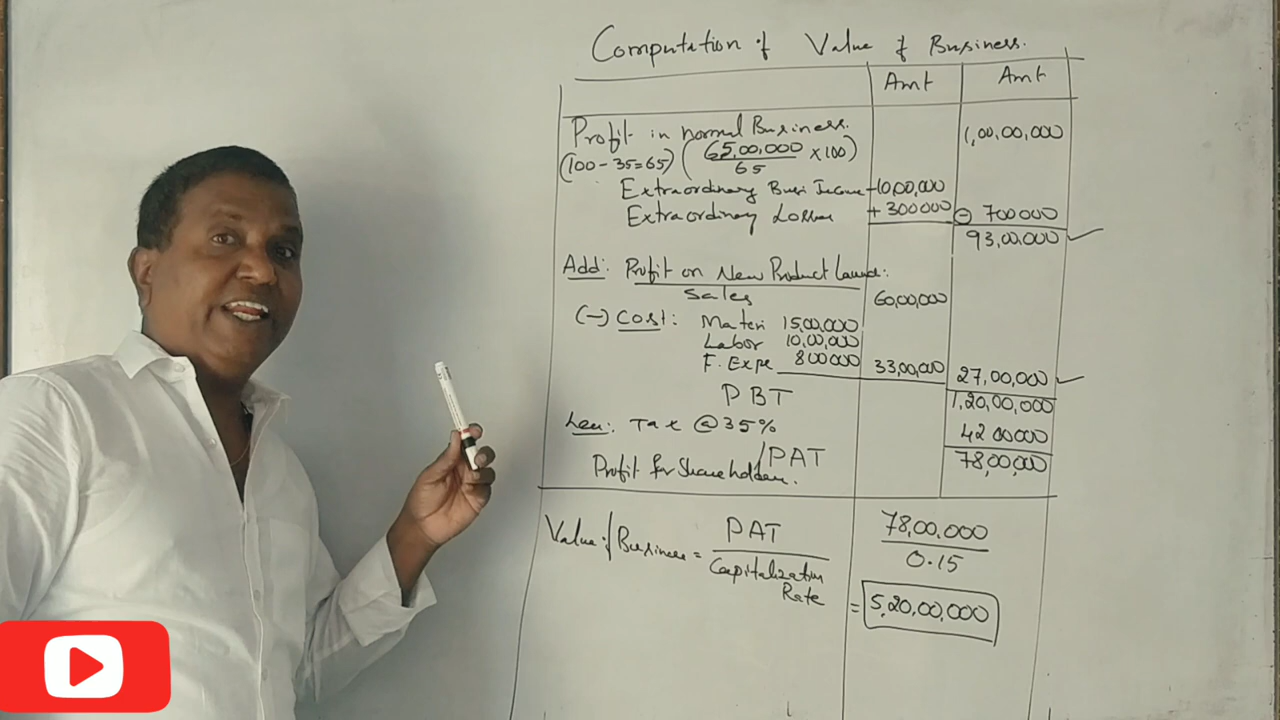 Computation of Value of Business.
Amt Amt
Profit in normal Business. 1,00,00,000
(100-35=65) (65,00,000/65 ×100)
Extraordinary Busi Income -10,00,000
Extraordinary Losses + 300000 (-) 700000
93,00,000
Add: Profit on New Product Launch:
Sales 60,00,000
(-) Cost: Materi 15,00,000
Labor 10,00,000
F. Expe 800000 33,00,000 27,00,000
PBT 1,20,00,000
Less: Tax @35% 4200000
Profit for Shareholders. /PAT 78,00,000
Value of Business = PAT/Capitalization Rate 78,00,000/0.15
= 5,20,00,000